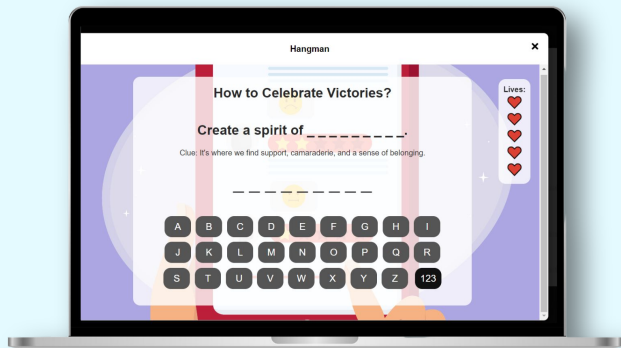 Hangman
×
Lives:
How to Celebrate Victories?
Create a spirit of _ _ _ _ _ _ _ _ _.
Clue: It's where we find support, camaraderie, and a sense of belonging.
_ _ _ _ _ _ _ _ _
A B C D E F G H I
J K L M N O P Q R
S T U V W X Y Z 123